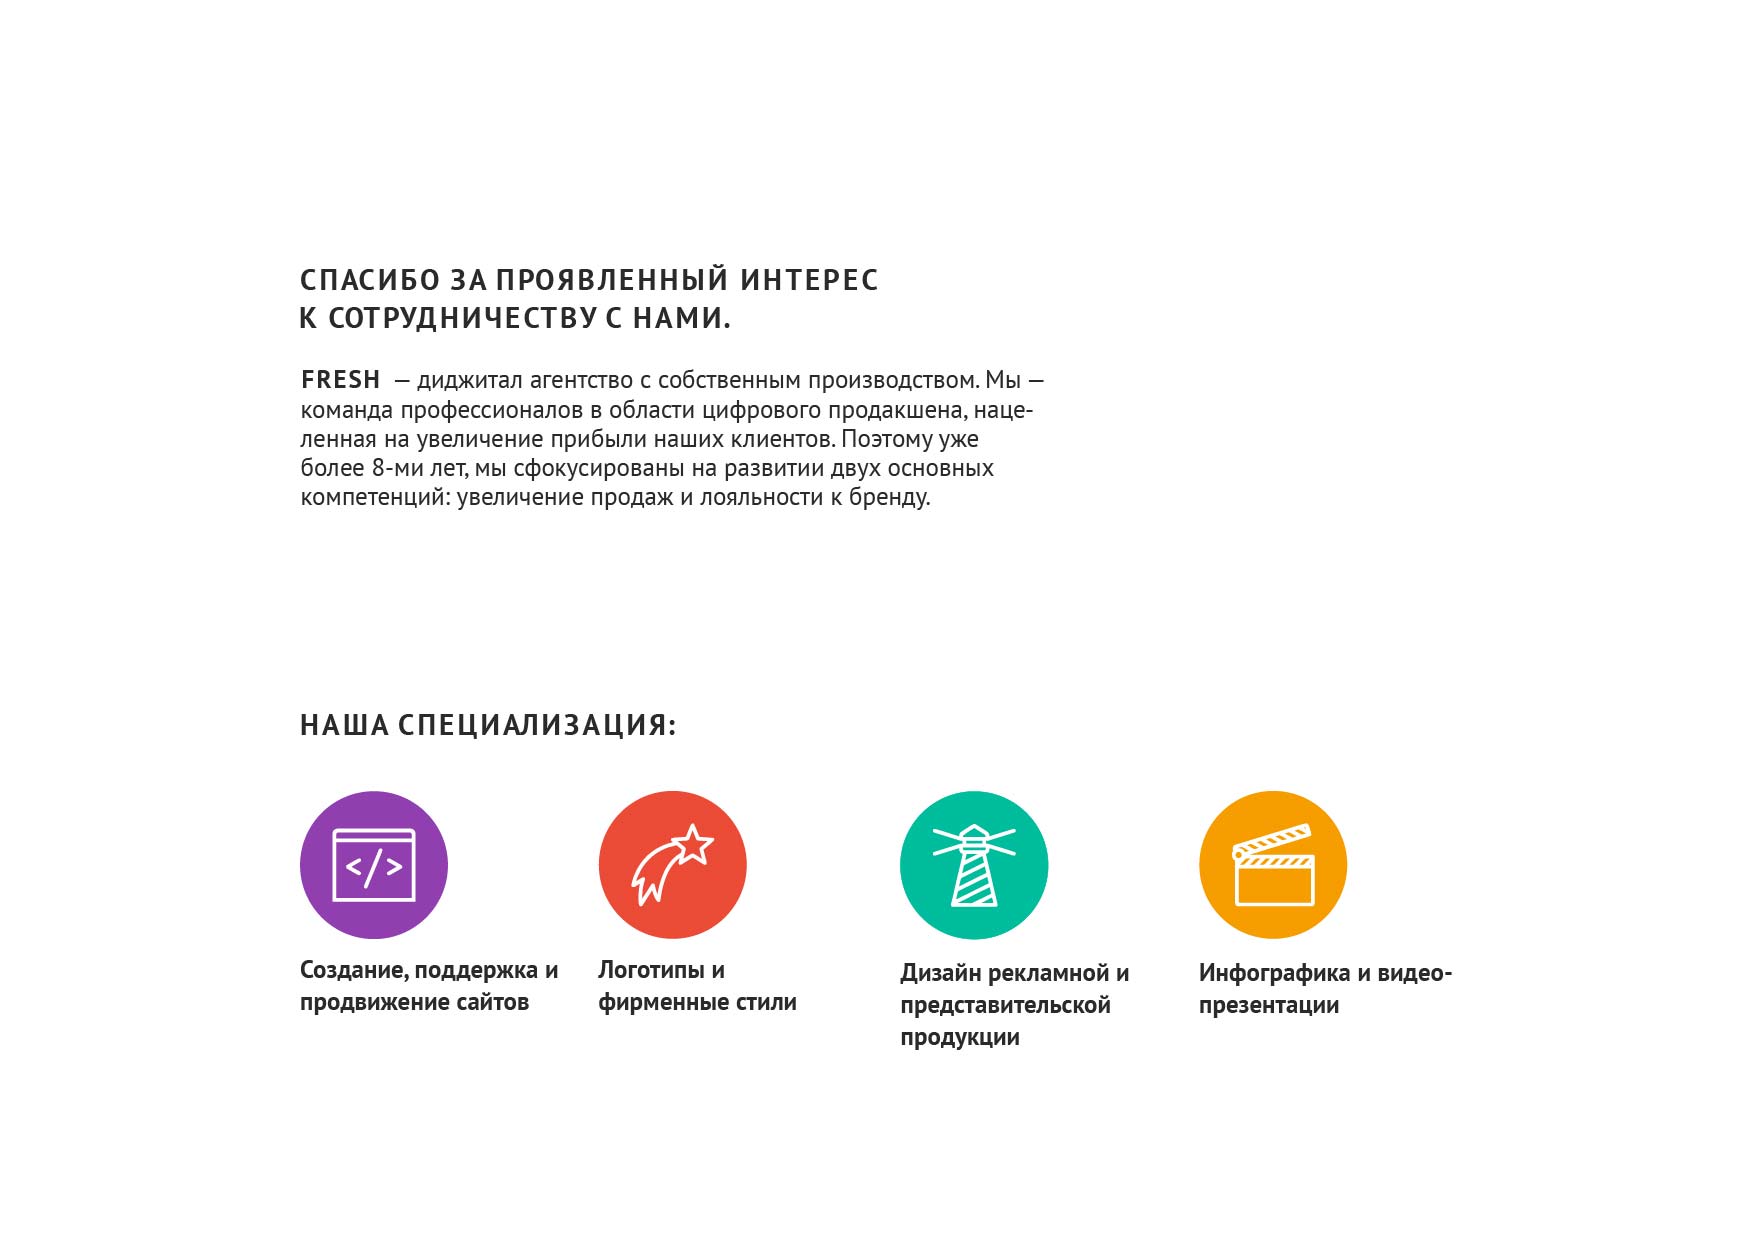 СПАСИБО ЗА ПРОЯВЛЕННЫЙ ИНТЕРЕС
К СОТРУДНИЧЕСТВУ С НАМИ.
FRESH — диджитал агентство с собственным производством. Мы —
команда профессионалов в области цифрового продакшена, наце-
ленная на увеличение прибыли наших клиентов. Поэтому уже
более 8-ми лет, мы сфокусированы на развитии двух основных
компетенций: увеличение продаж и лояльности к бренду.
НАША СПЕЦИАЛИЗАЦИЯ:
</>
Создание, поддержка и
продвижение сайтов
Логотипы и
фирменные стили
Дизайн рекламной и
представительской
продукции
Инфографика и видео-
презентации